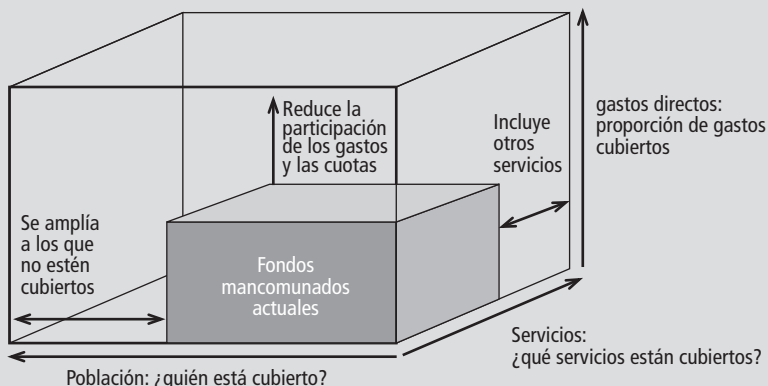 Reduce la
participación
de los gastos
y las cuotas
Incluye
otros
servicios
gastos directos:
proporción de gastos
cubiertos
Se amplía
a los que
no estén
cubiertos
Fondos
mancomunados
actuales
Servicios:
¿qué servicios están cubiertos?
Población: ¿quién está cubierto?